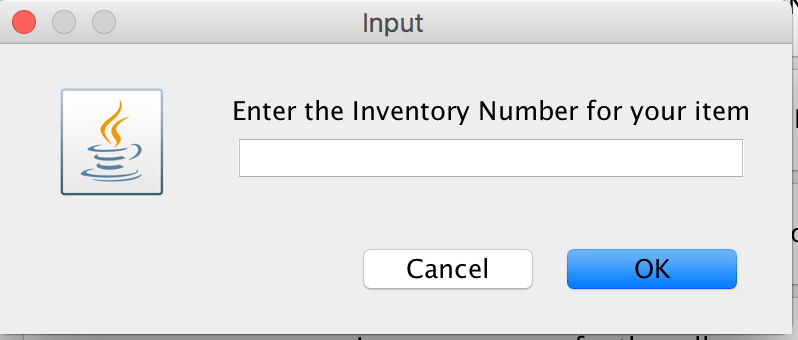 Input
Enter the Inventory Number for your item
Cancel
OK